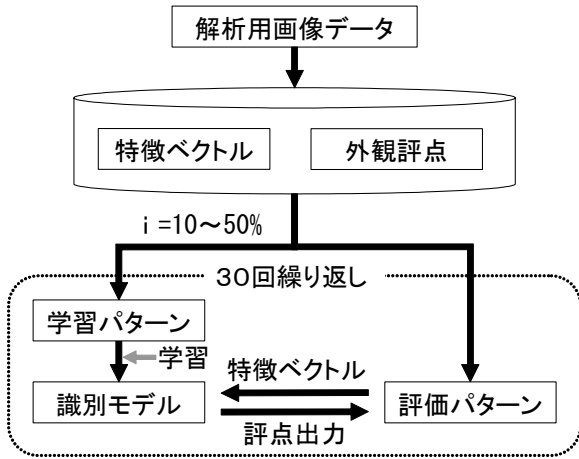 解析用画像データ
特徴ベクトル
外観評点
i =10～50%
30回繰り返し
学習パターン
学習
特徴ベクトル
識別モデル
評価パターン
評点出力